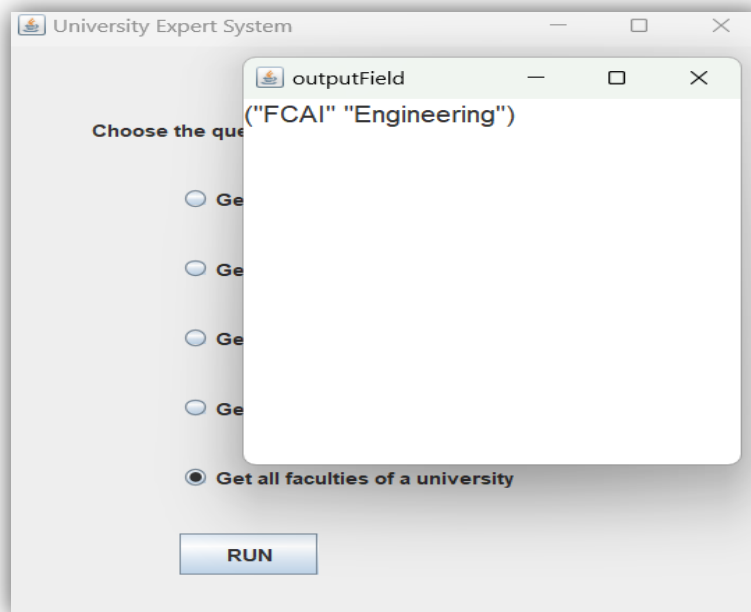 University Expert System
outputField
("FCAI" "Engineering")
Choose the que
Ge
Ge
Ge
Ge
Get all faculties of a university
RUN